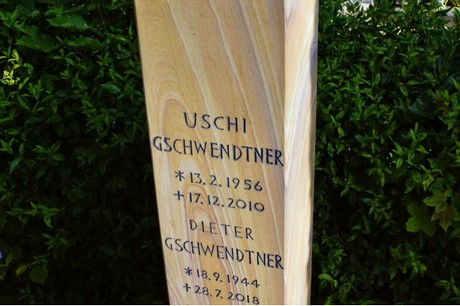 USCHI
GSCHWENDTNER
* 13.2.1956
+ 17.12.2010
DIETER
GSCHWENDTNER
* 18.9.1944
+ 28.7.2018